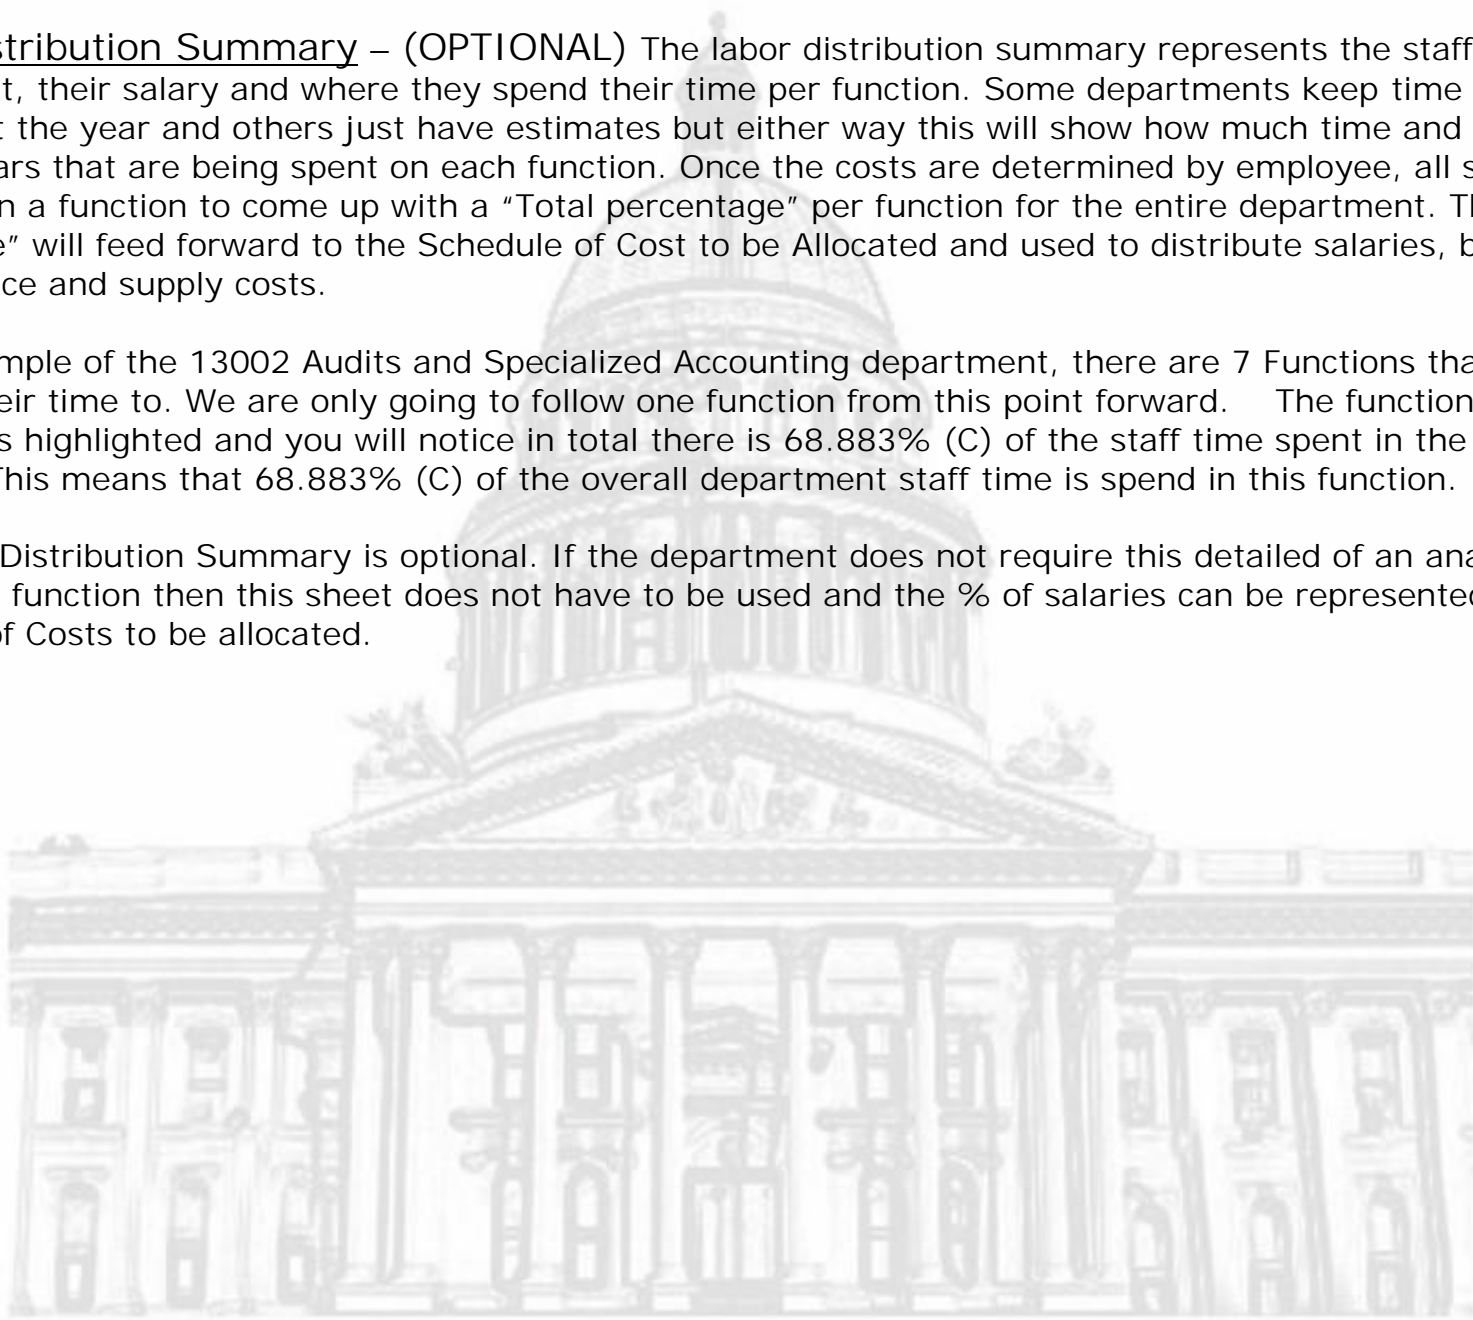 stribution Summary – (OPTIONAL) The labor distribution summary represents the staff
t, their salary and where they spend their time per function. Some departments keep time
t the year and others just have estimates but either way this will show how much time and
ars that are being spent on each function. Once the costs are determined by employee, all s
n a function to come up with a “Total percentage” per function for the entire department. T
e” will feed forward to the Schedule of Cost to be Allocated and used to distribute salaries, b
ce and supply costs.
mple of the 13002 Audits and Specialized Accounting department, there are 7 Functions tha
eir time to. We are only going to follow one function from this point forward. The function
s highlighted and you will notice in total there is 68.883% (C) of the staff time spent in the
This means that 68.883% (C) of the overall department staff time is spend in this function.
Distribution Summary is optional. If the department does not require this detailed of an ana
function then this sheet does not have to be used and the % of salaries can be represented
of Costs to be allocated.